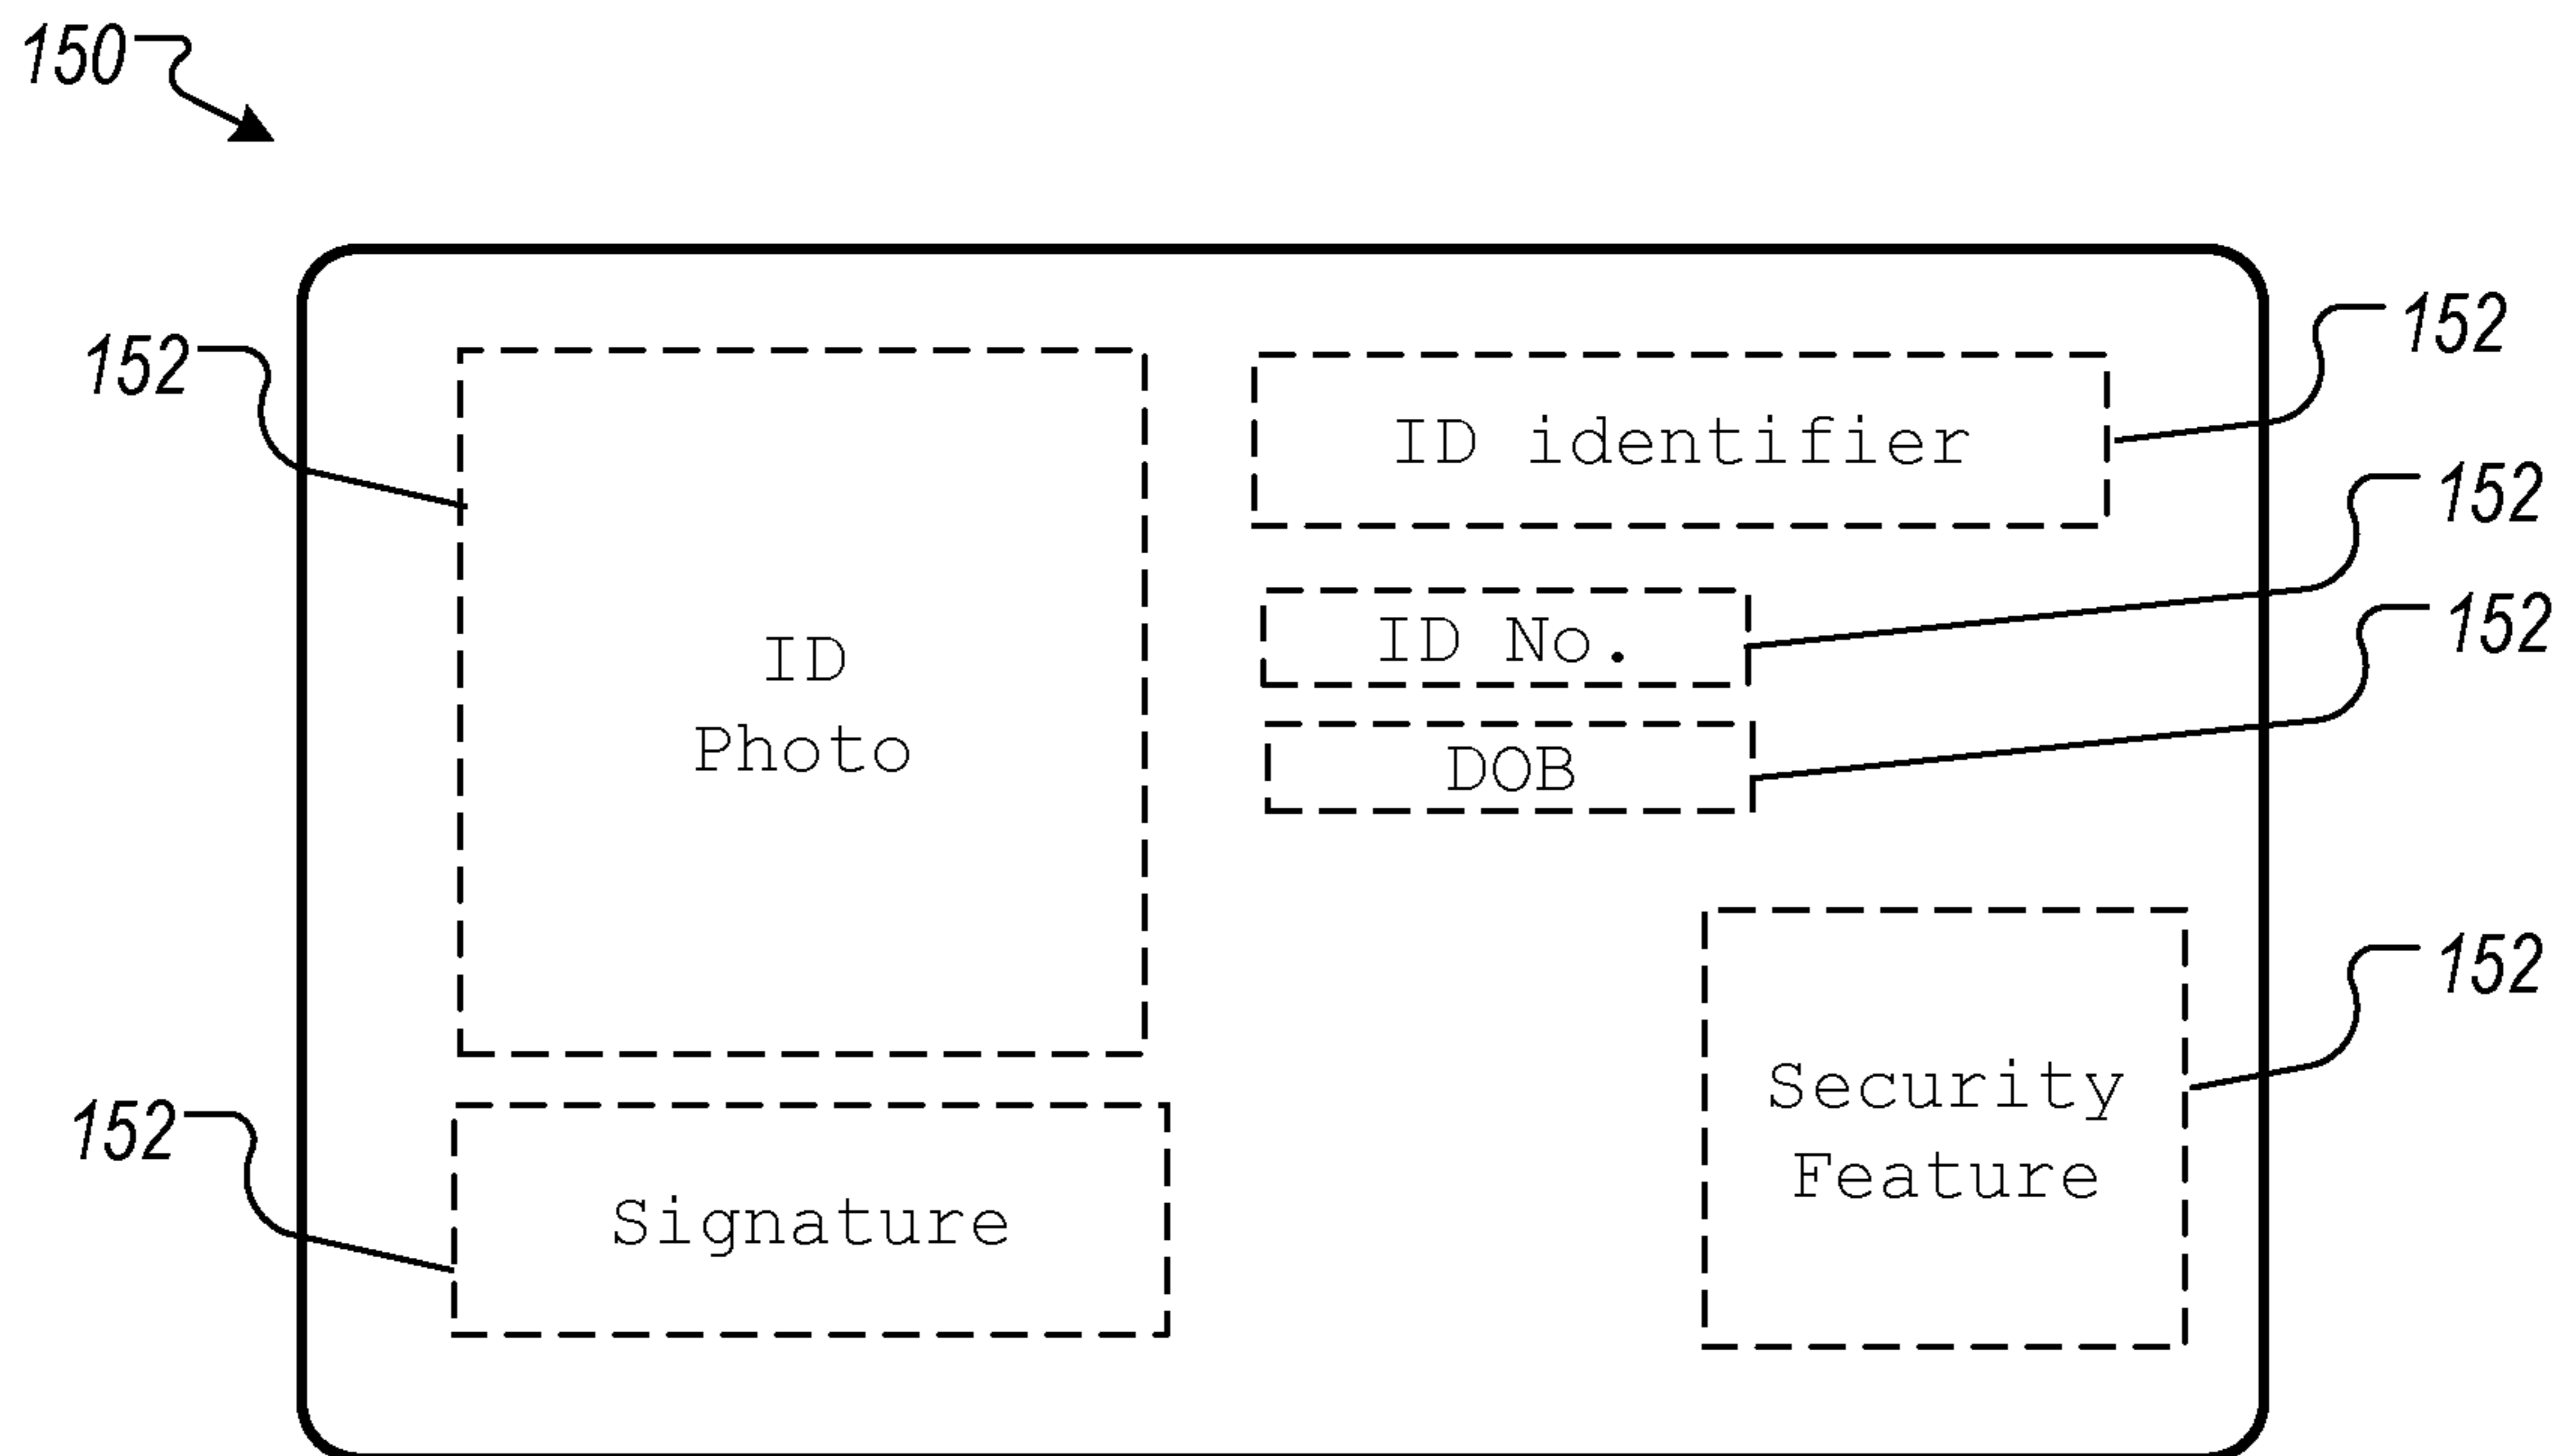 150
152
ID identifier
152
152
ID No.
152
ID
Photo
DOB
152
Security
Feature
152
Signature